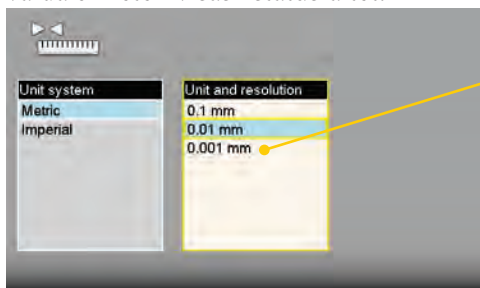 Unit system
Metric
Imperial
Unit and resolution
0.1 mm
0.01 mm
0.001 mm